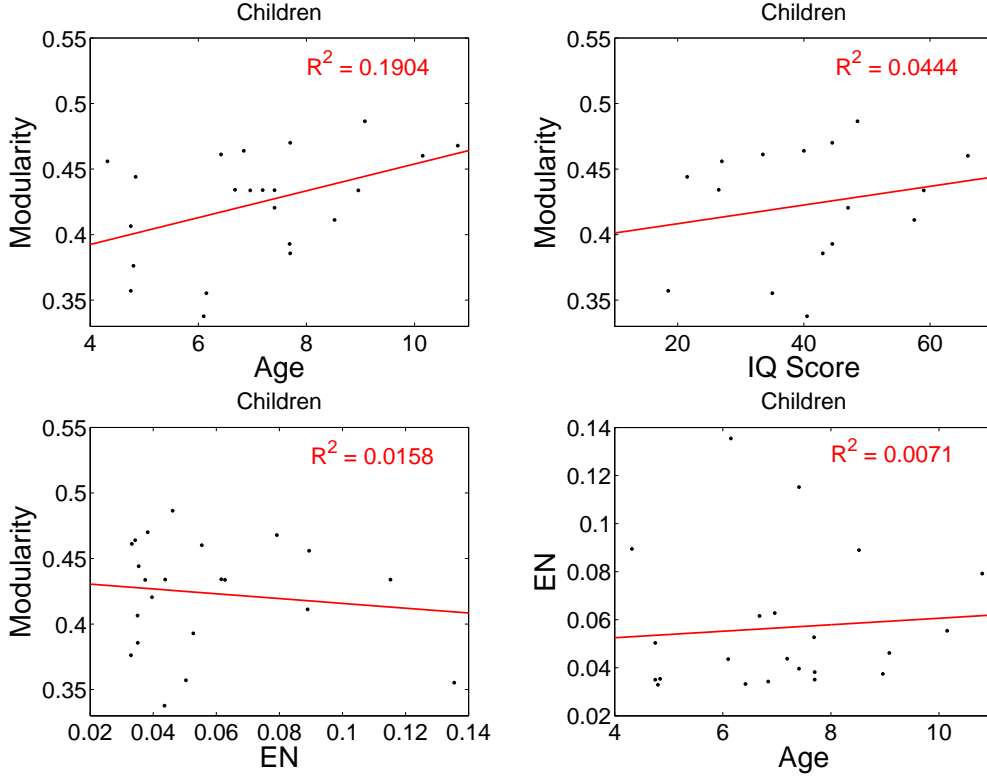 Children
R² = 0.1904
Modularity
0.55
0.5
0.45
0.4
0.35
4 6 8 10
Age
Children
R² = 0.0444
Modularity
0.55
0.5
0.45
0.4
0.35
20 40 60
IQ Score
Children
R² = 0.0158
Modularity
0.55
0.5
0.45
0.4
0.35
0.02 0.04 0.06 0.08 0.1 0.12 0.14
EN
Children
R² = 0.0071
EN
0.14
0.12
0.1
0.08
0.06
0.04
0.02
4 6 8 10
Age